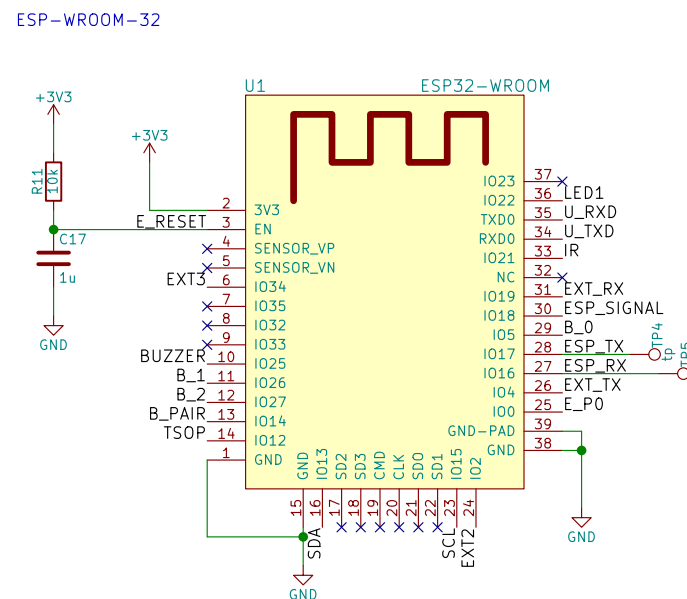 ESP-WROOM-32
U1
ESP32-WROOM
+3V3
+3V3
R11
10k
C17
1u
GND
E_RESET
EXT3
BUZZER
B_1
B_2
B_PAIR
TSOP
2 3V3
3 EN
4 SENSOR_VP
5 SENSOR_VN
6 IO34
7 IO35
8 IO32
9 IO33
10 IO25
11 IO26
12 IO27
13 IO14
14 IO12
1 GND
IO23 37
IO22 36 LED1
TXD0 35 U_RXD
RXD0 34 U_TXD
IO21 33 IR
NC 32
IO19 31 EXT_RX
IO18 30 ESP_SIGNAL
IO5 29 B_0
IO17 28 ESP_TX
IO16 27 ESP_RX
IO4 26 EXT_TX
IO0 25 E_P0
GND-PAD 39
GND 38
TP4
tp
TP5
GND
GND 15
IO13 16 SDA
SD2 17
SD3 18
CMD 19
CLK 20
SD0 21
SD1 22
IO15 23 SCL
IO2 24 EXT2
GND